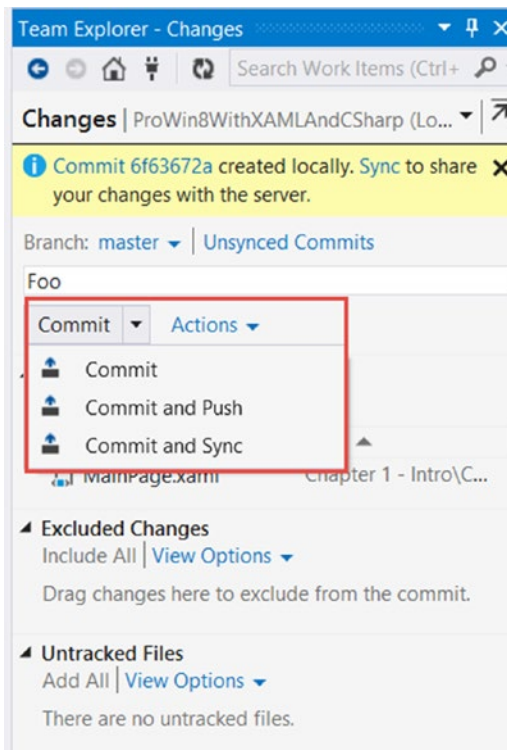 Team Explorer - Changes
Search Work Items (Ctrl+
Changes | ProWin8WithXAMLAndCSharp (Lo...
Commit 6f63672a created locally. Sync to share
your changes with the server.
Branch: master | Unsynced Commits
Foo
Commit Actions
Commit
Commit and Push
Commit and Sync
MainPage.xaml Chapter 1 - Intro\C...
Excluded Changes
Include All | View Options
Drag changes here to exclude from the commit.
Untracked Files
Add All | View Options
There are no untracked files.